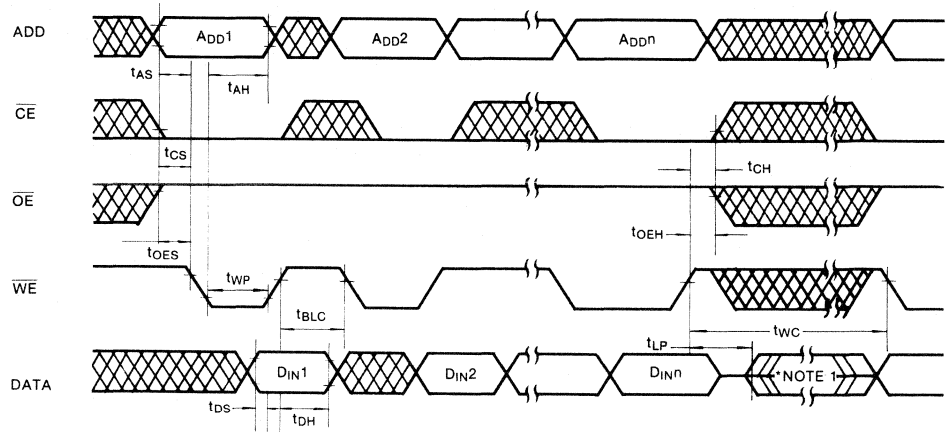 ADD
ADD1
ADD2
ADDn
tAS
tAH
CE
tCS
tCH
OE
tOES
tOEH
WE
tWP
tBLC
tWC
tLP
DATA
DIN1
DIN2
DINn
*NOTE 1
tDS
tDH